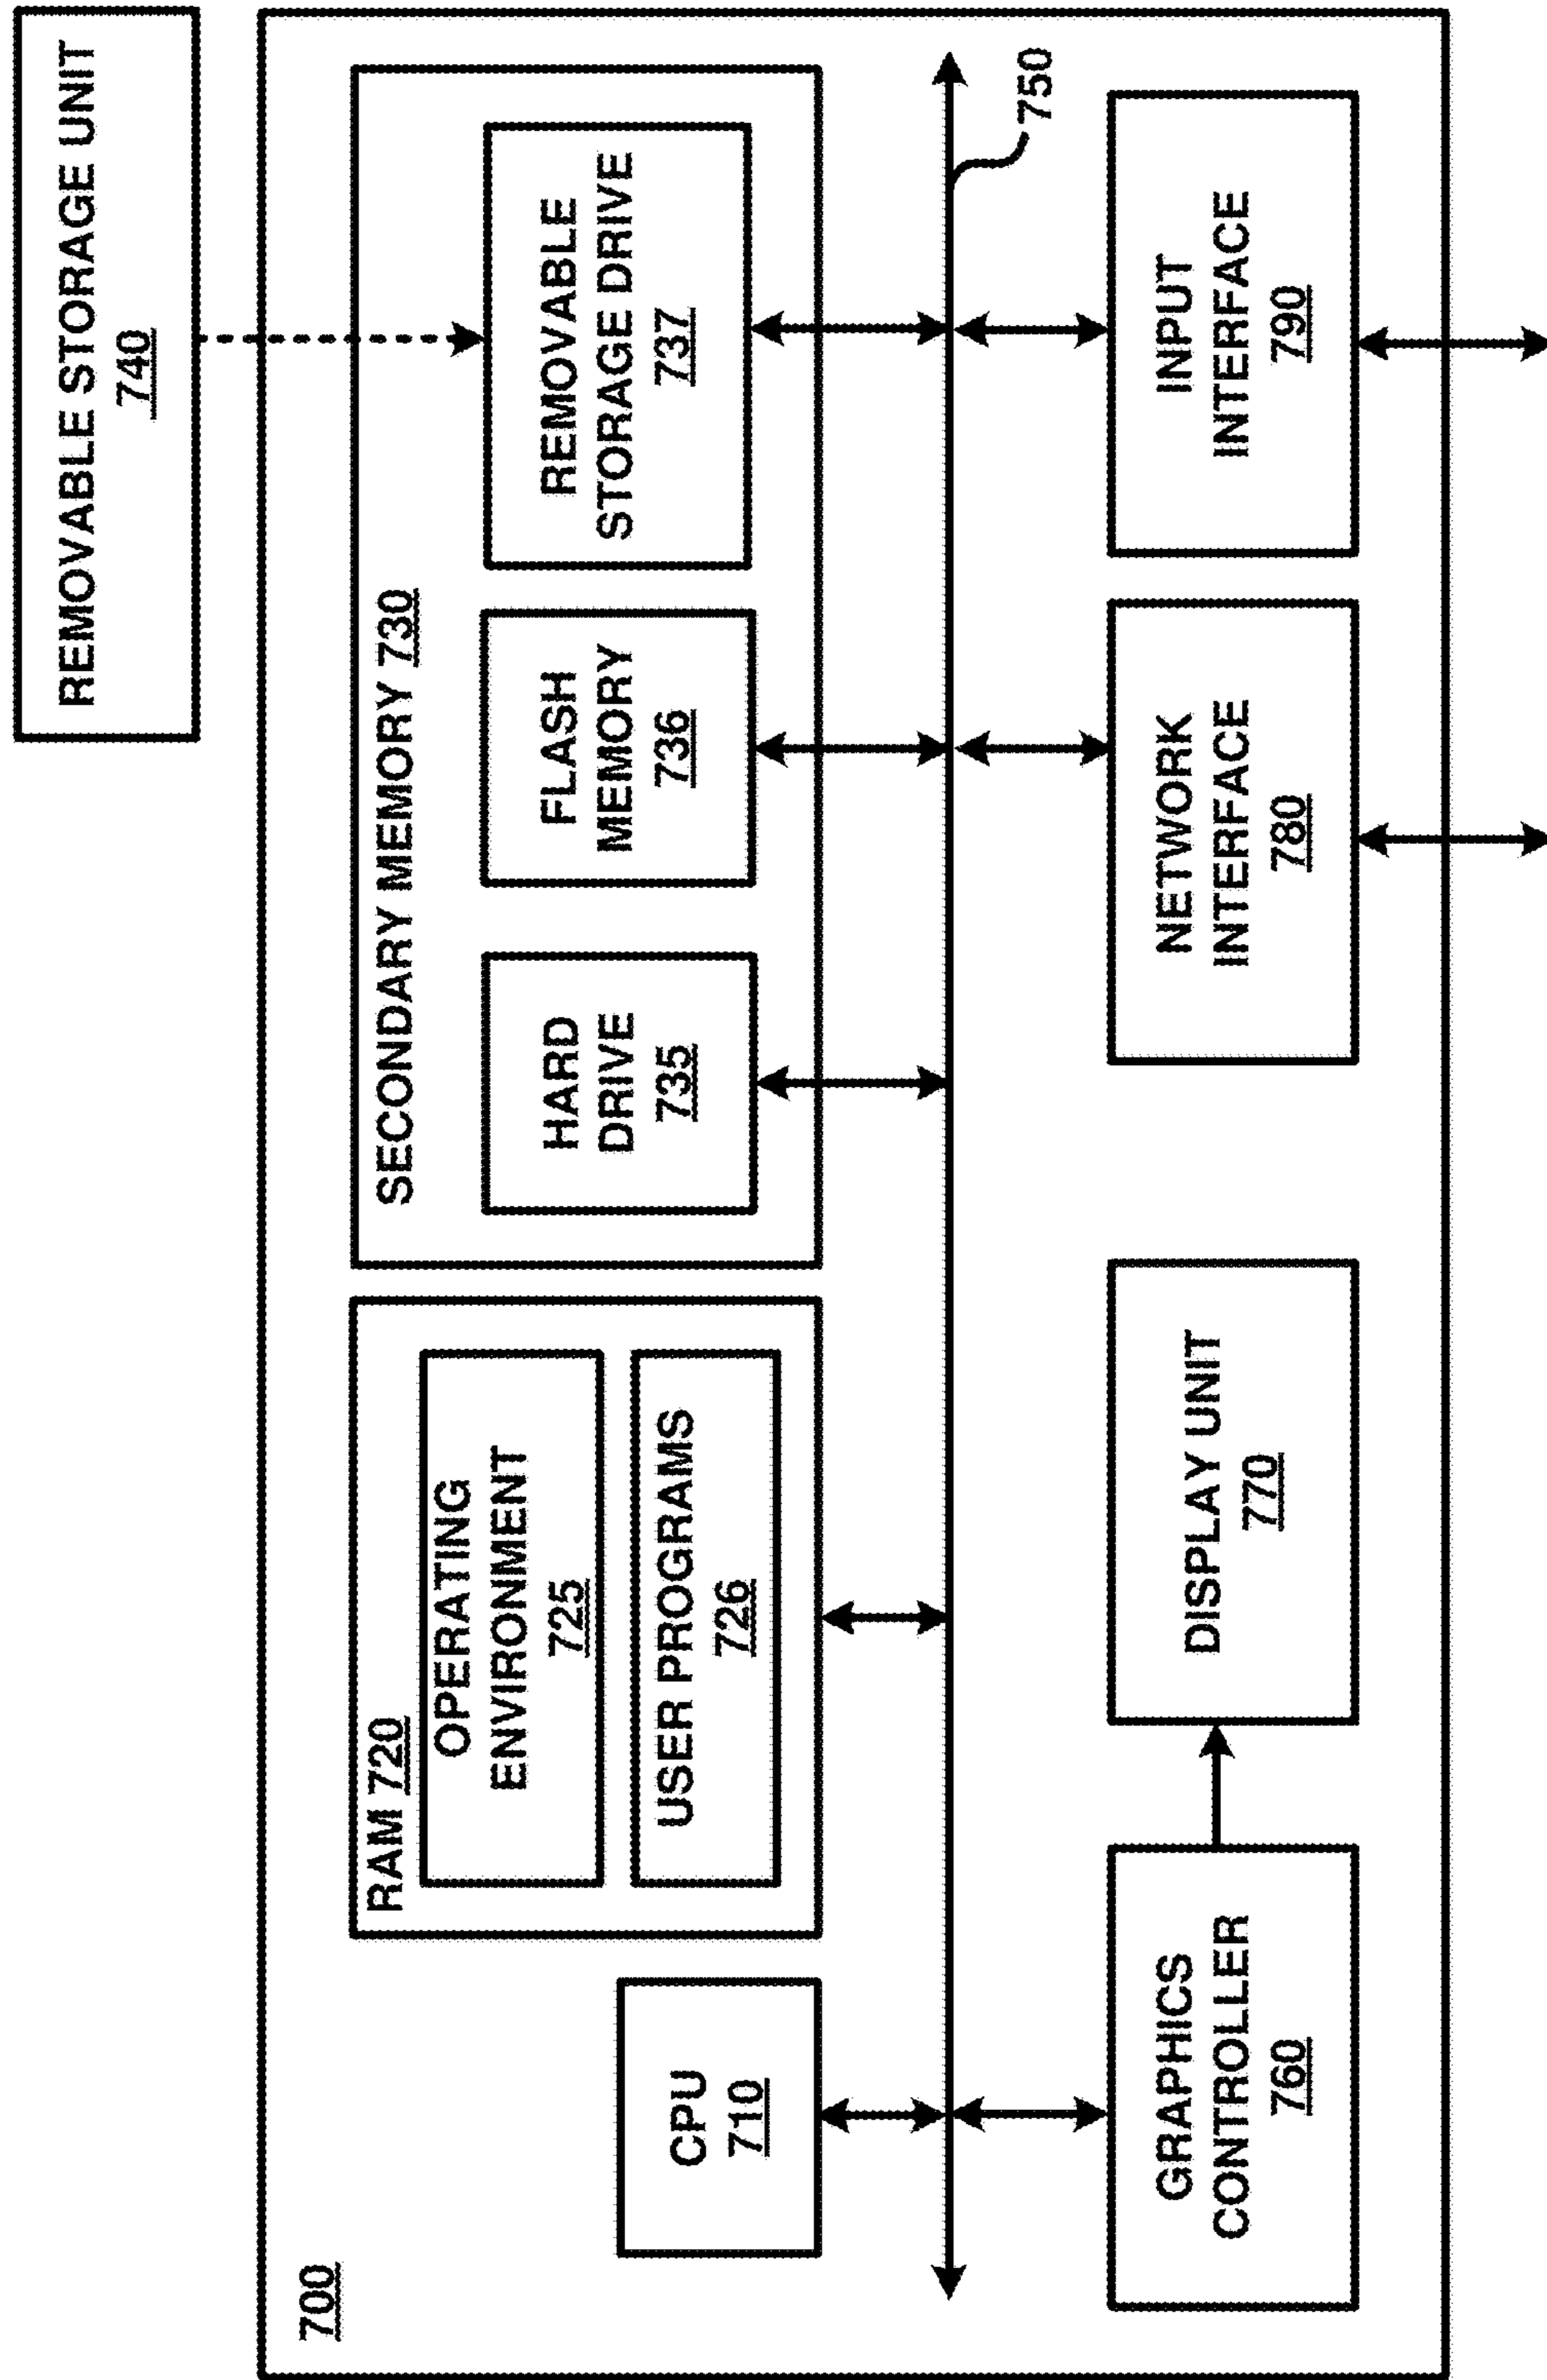 REMOVABLE STORAGE UNIT
740
700
CPU
710
RAM 720
OPERATING
ENVIRONMENT
725
USER PROGRAMS
726
SECONDARY MEMORY 730
HARD
DRIVE
735
FLASH
MEMORY
736
REMOVABLE
STORAGE DRIVE
737
750
GRAPHICS
CONTROLLER
760
DISPLAY UNIT
770
NETWORK
INTERFACE
780
INPUT
INTERFACE
790